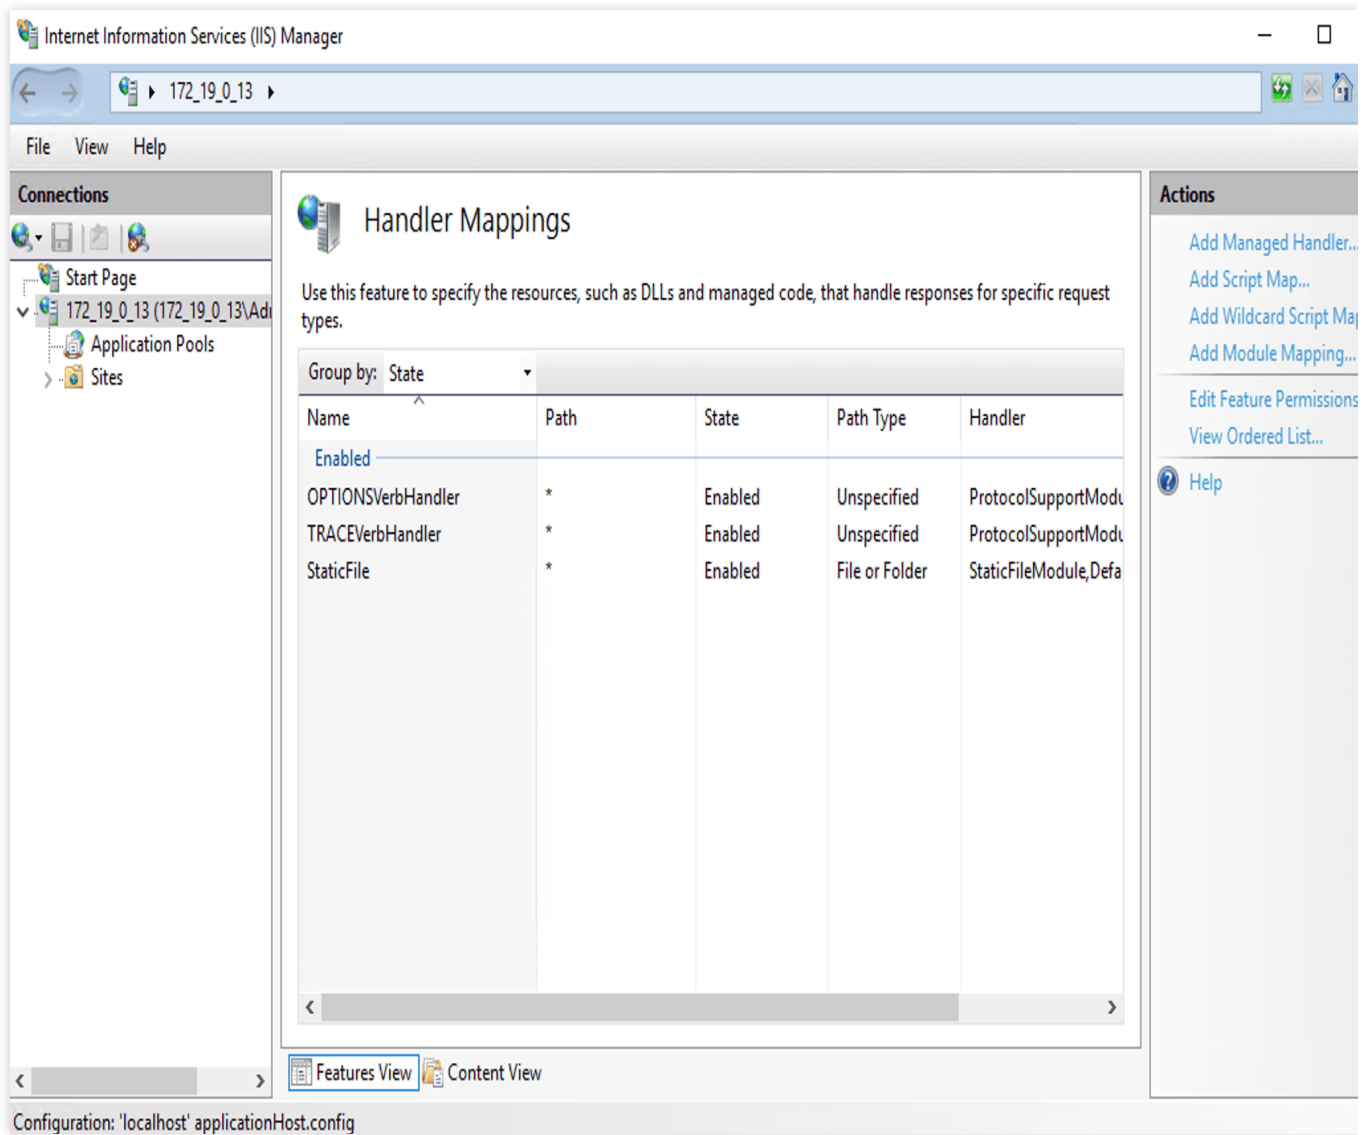 Internet Information Services (IIS) Manager
172_19_0_13
File View Help
Connections
Start Page
172_19_0_13 (172_19_0_13\Adr
Application Pools
Sites
Handler Mappings
Use this feature to specify the resources, such as DLLs and managed code, that handle responses for specific request
types.
Group by: State
Name Path State Path Type Handler
Enabled
OPTIONSVerbHandler * Enabled Unspecified ProtocolSupportModu
TRACEVerbHandler * Enabled Unspecified ProtocolSupportModu
StaticFile * Enabled File or Folder StaticFileModule,Defa
Features View Content View
Actions
Add Managed Handler...
Add Script Map...
Add Wildcard Script Map
Add Module Mapping...
Edit Feature Permissions
View Ordered List...
Help
Configuration: 'localhost' applicationHost.config